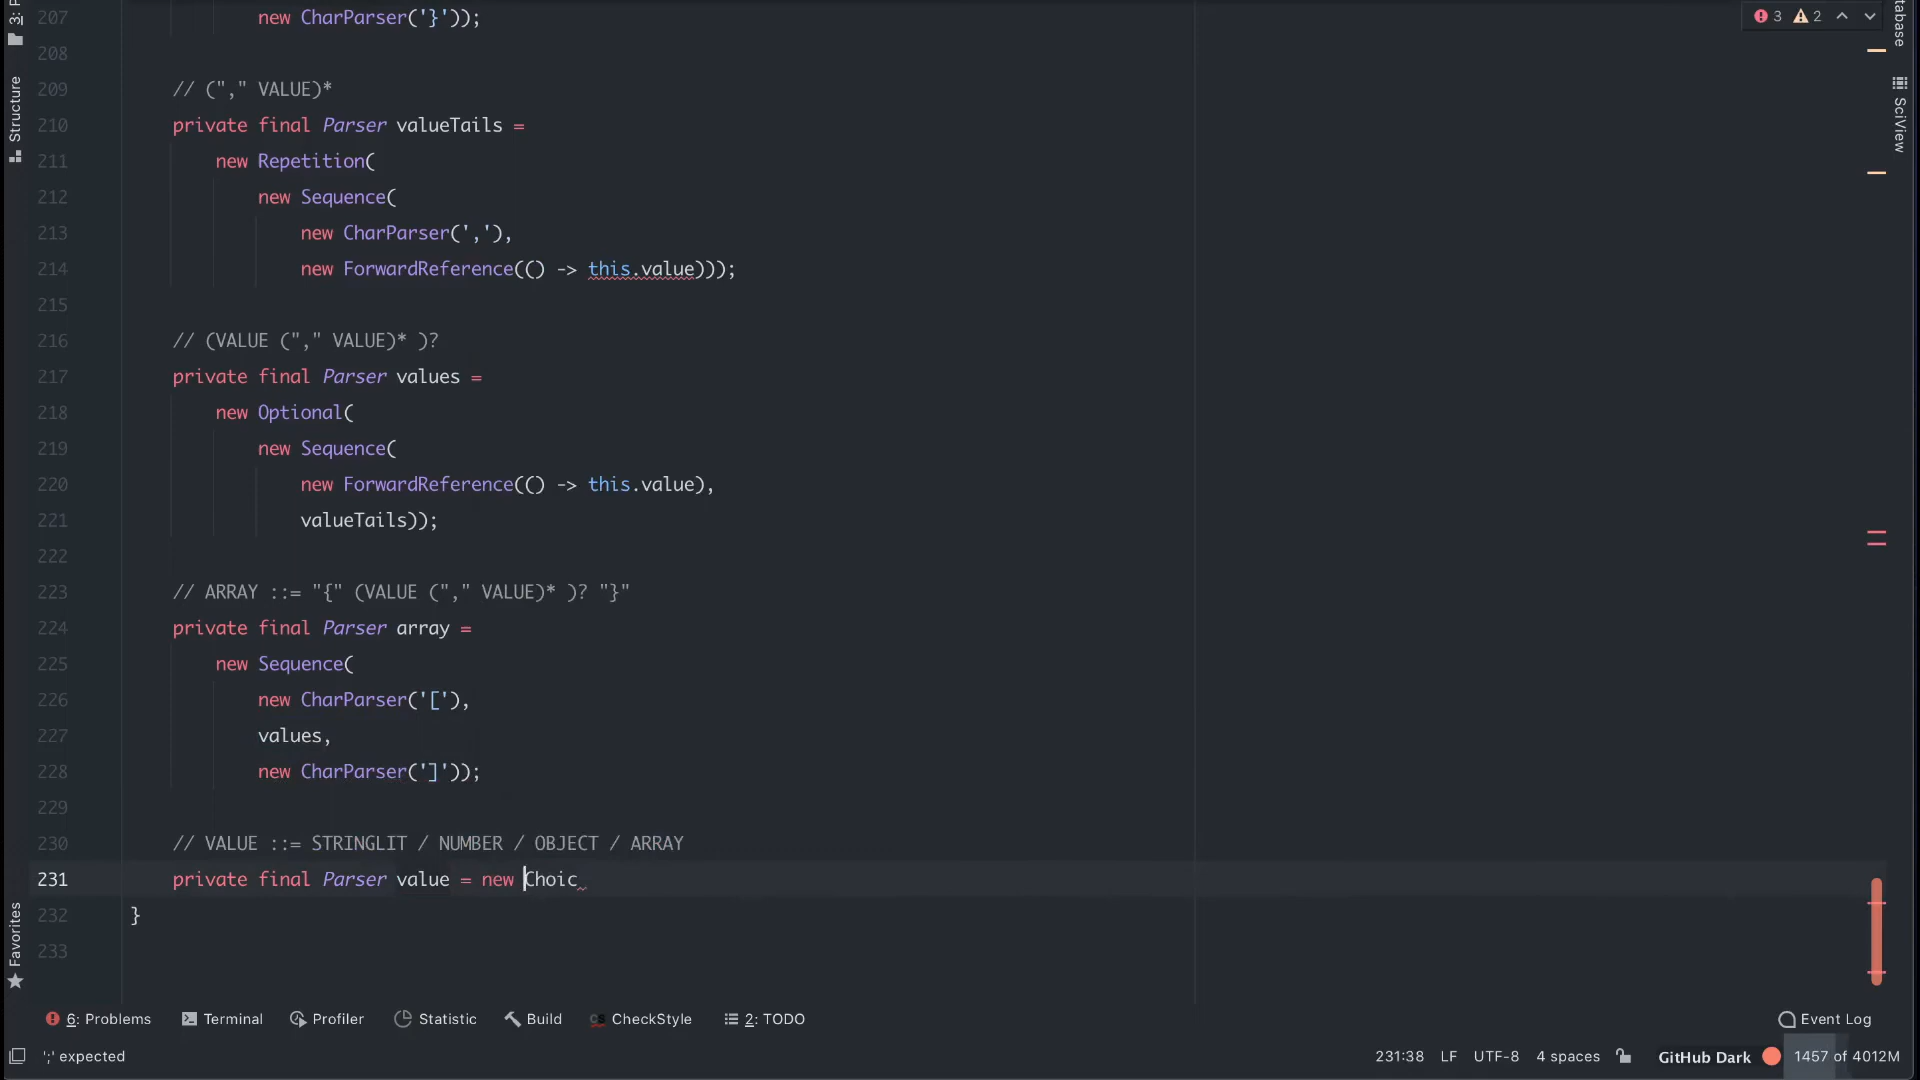 207 new CharParser('}'));
208
209 // ("," VALUE)*
210 private final Parser valueTails =
211 new Repetition(
212 new Sequence(
213 new CharParser(','),
214 new ForwardReference(() -> this.value)));
215
216 // (VALUE ("," VALUE)* )?
217 private final Parser values =
218 new Optional(
219 new Sequence(
220 new ForwardReference(() -> this.value),
221 valueTails));
222
223 // ARRAY ::= "{" (VALUE ("," VALUE)* )? "}"
224 private final Parser array =
225 new Sequence(
226 new CharParser('['),
227 values,
228 new CharParser(']'));
229
230 // VALUE ::= STRINGLIT / NUMBER / OBJECT / ARRAY
231 private final Parser value = new Choic
232 }
233
3:
Structure
Favorites
3 2
tabase
SciView
6: Problems Terminal Profiler Statistic Build CheckStyle 2: TODO Event Log
';' expected 231:38 LF UTF-8 4 spaces GitHub Dark 1457 of 4012M